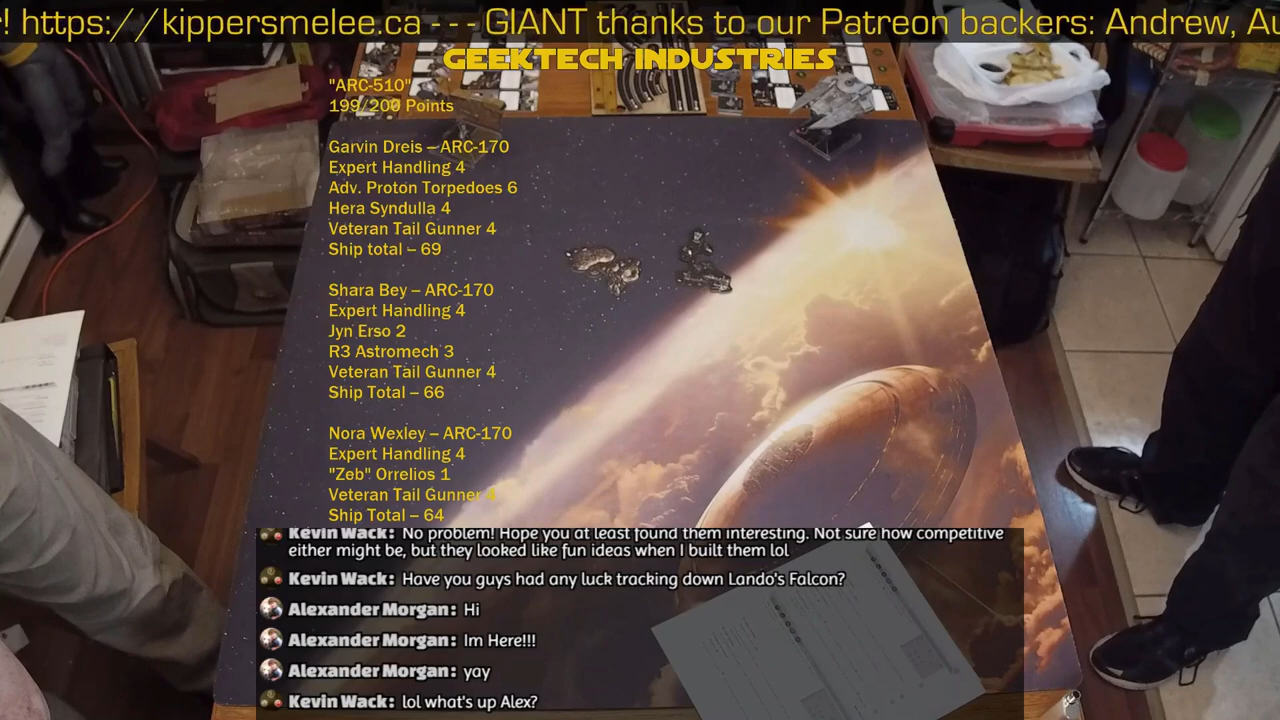 ! https://kippersmelee.ca - - - GIANT thanks to our Patreon backers: Andrew,
GEEKTECH INDUSTRIES
"ARC-510"
199/200 Points
Garvin Dreis – ARC-170
Expert Handling 4
Adv. Proton Torpedoes 6
Hera Syndulla 4
Veteran Tail Gunner 4
Ship total – 69
Shara Bey – ARC-170
Expert Handling 4
Jyn Erso 2
R3 Astromech 3
Veteran Tail Gunner 4
Ship Total – 66
Nora Wexley – ARC-170
Expert Handling 4
"Zeb" Orrelios 1
Veteran Tail Gunner 4
Ship Total – 64
Kevin Wack: No problem! Hope you at least found them interesting. Not sure how competitive
either might be, but they looked like fun ideas when I built them lol
Kevin Wack: Have you guys had any luck tracking down Lando's Falcon?
Alexander Morgan: Hi
Alexander Morgan: Im Here!!!
Alexander Morgan: yay
Kevin Wack: lol what's up Alex?